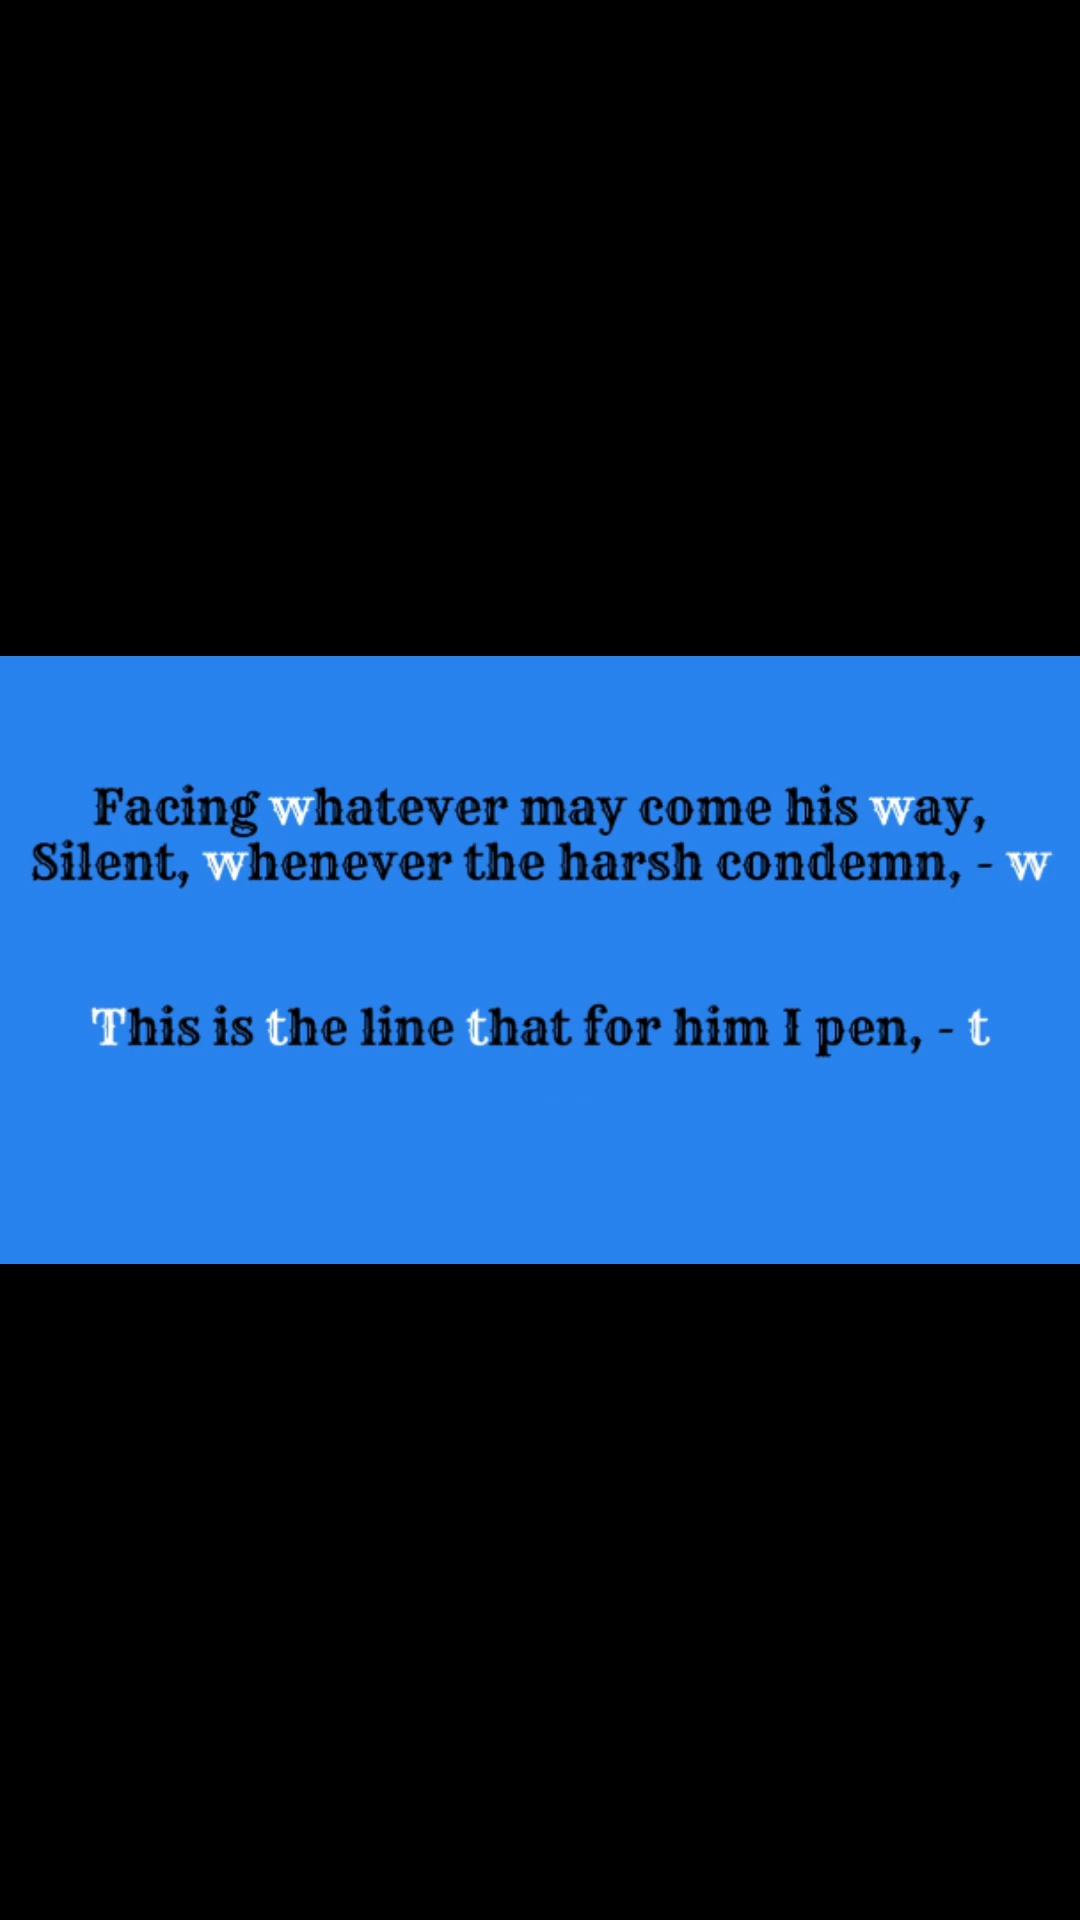 Facing whatever may come his way,
Silent, whenever the harsh condemn, - w
This is the line that for him I pen, - t